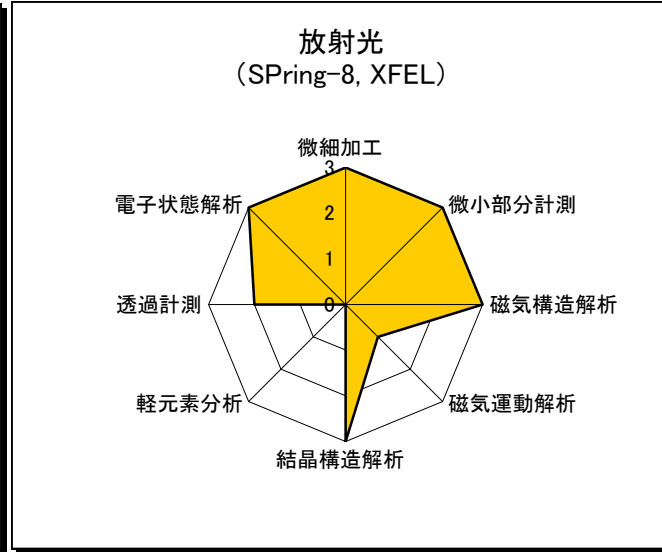 放射光
（SPring-8, XFEL）
微細加工
3
電子状態解析
微小部分計測
2
1
透過計測
0
磁気構造解析
軽元素分析
磁気運動解析
結晶構造解析